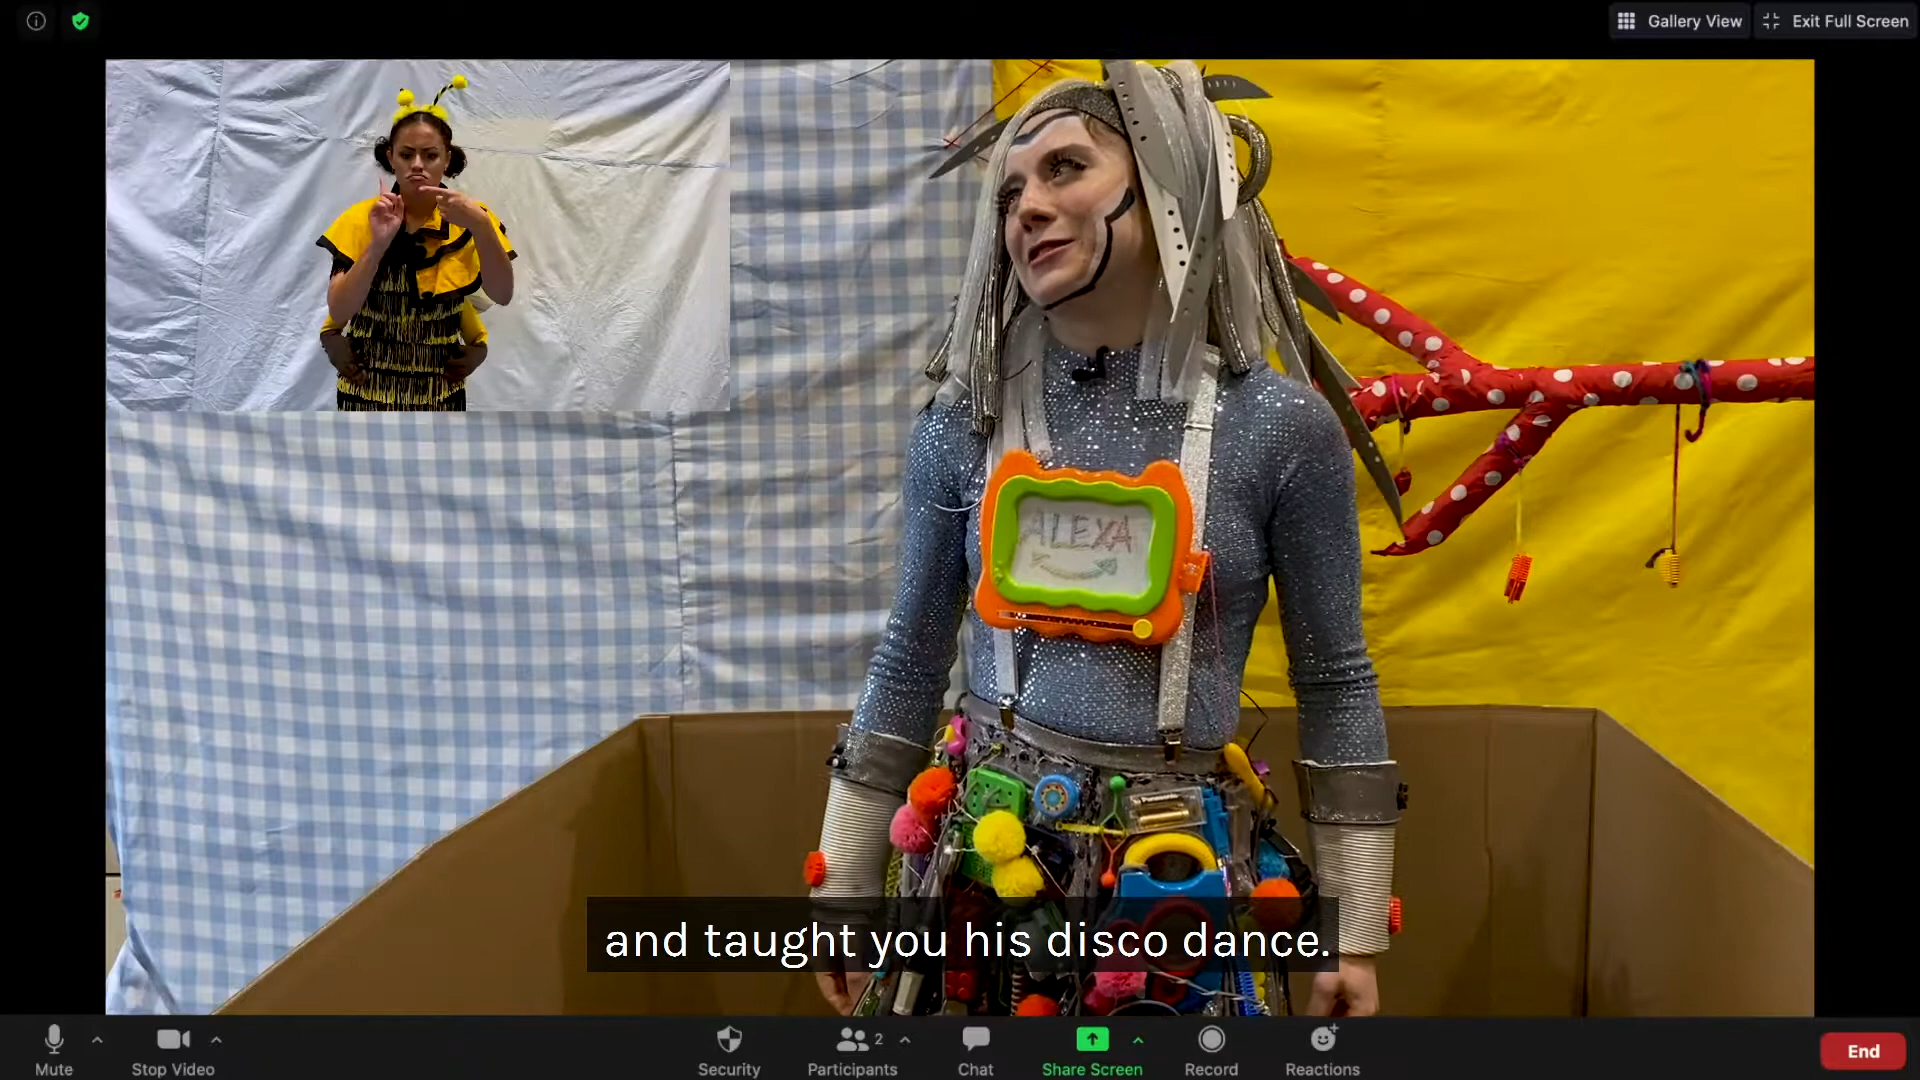 Gallery View
Exit Full Screen
ALEXA
Panasonic
and taught you his disco dance.
Mute
Stop Video
Security
Participants
2
Chat
Share Screen
Record
Reactions
End